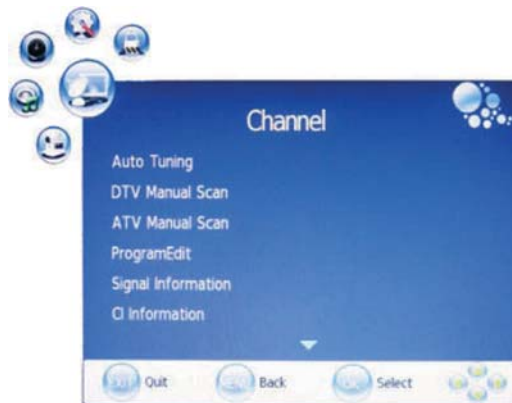 Channel
Auto Tuning
DTV Manual Scan
ATV Manual Scan
ProgramEdit
Signal Information
CI Information
Quit
Back
Select